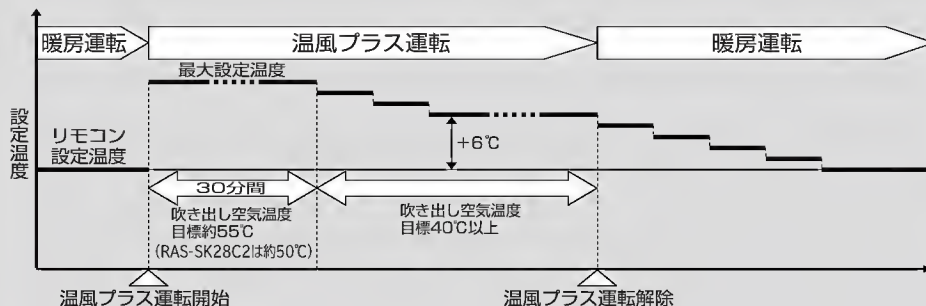 暖房運転
温風プラス運転
暖房運転
最大設定温度
設定温度
リモコン
設定温度
+6℃
30分間
吹き出し空気温度
目標約55℃
(RAS-SK28C2は約50℃)
吹き出し空気温度
目標40℃以上
温風プラス運転開始
温風プラス運転解除